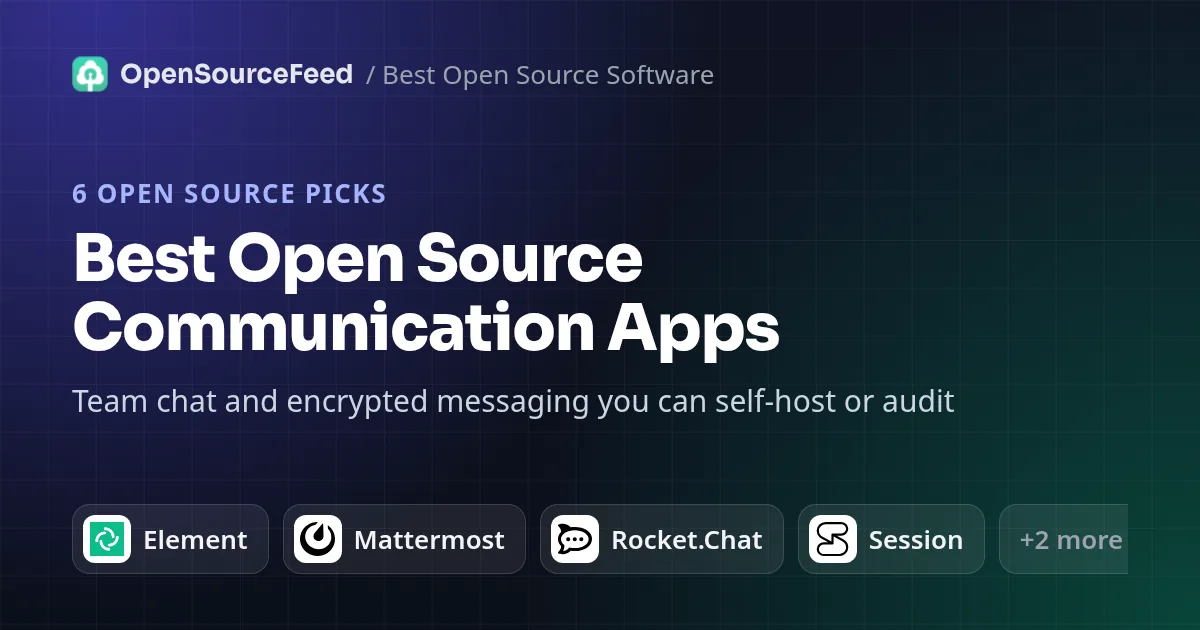 OpenSourceFeed / Best Open Source Software
6 OPEN SOURCE PICKS
Best Open Source
Communication Apps
Team chat and encrypted messaging you can self-host or audit
Element Mattermost Rocket.Chat Session +2 more